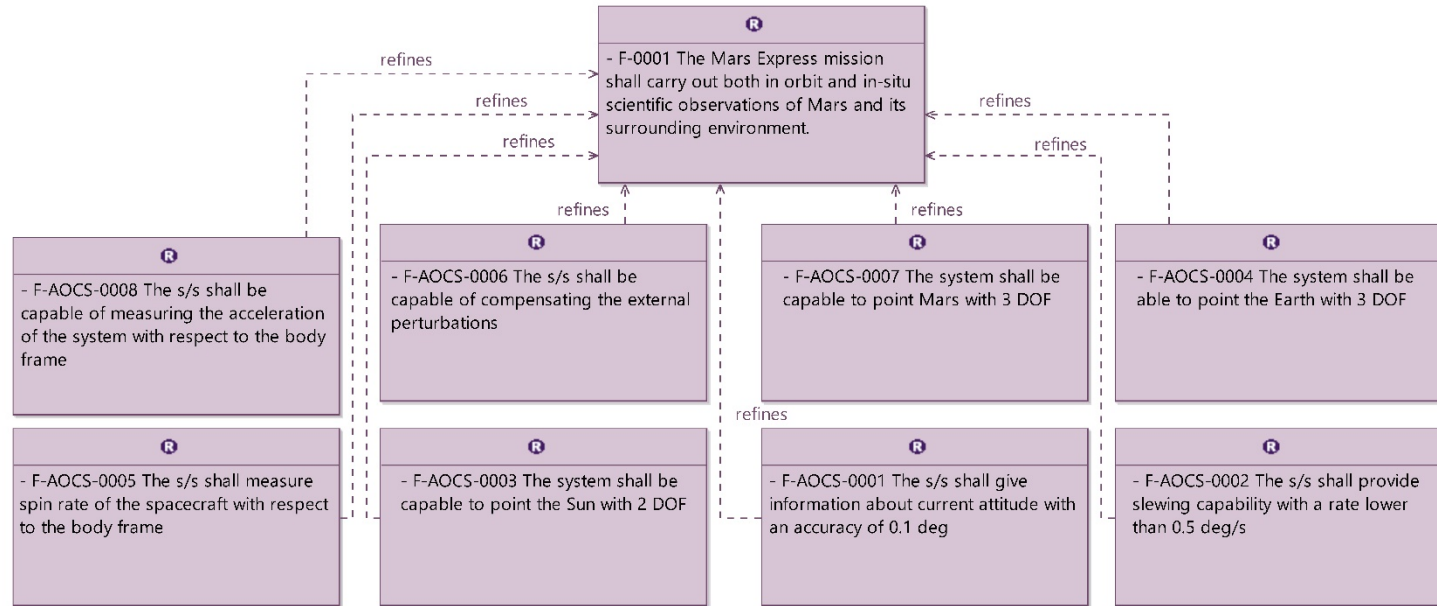 R
- F-0001 The Mars Express mission
shall carry out both in orbit and in-situ
scientific observations of Mars and its
surrounding environment.
refines
refines
refines
refines
refines
refines
refines
R
- F-AOCS-0008 The s/s shall be
capable of measuring the acceleration
of the system with respect to the body
frame
R
- F-AOCS-0006 The s/s shall be
capable of compensating the external
perturbations
R
- F-AOCS-0007 The system shall be
capable to point Mars with 3 DOF
R
- F-AOCS-0004 The system shall be
able to point the Earth with 3 DOF
refines
R
- F-AOCS-0005 The s/s shall measure
spin rate of the spacecraft with respect
to the body frame
R
- F-AOCS-0003 The system shall be
capable to point the Sun with 2 DOF
R
- F-AOCS-0001 The s/s shall give
information about current attitude with
an accuracy of 0.1 deg
R
- F-AOCS-0002 The s/s shall provide
slewing capability with a rate lower
than 0.5 deg/s